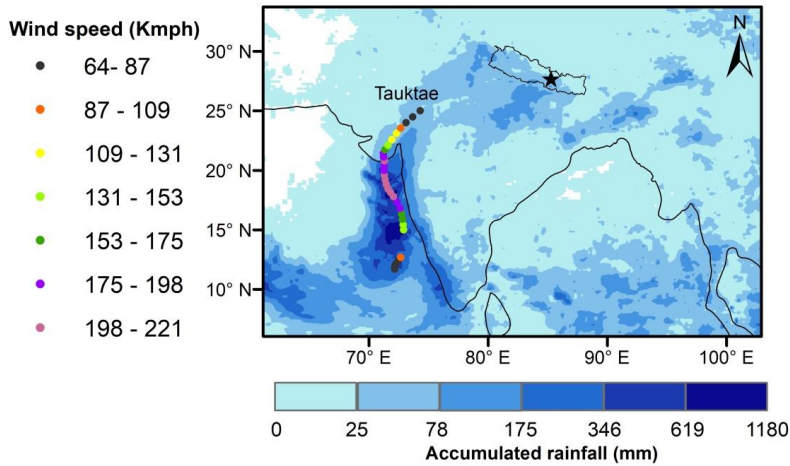 Wind speed (Kmph)
64- 87
87 - 109
109 - 131
131 - 153
153 - 175
175 - 198
198 - 221
30° N
25° N
20° N
15° N
10° N
N
Tauktae
70° E 80° E 90° E 100° E
0 25 78 175 346 619 1180
Accumulated rainfall (mm)